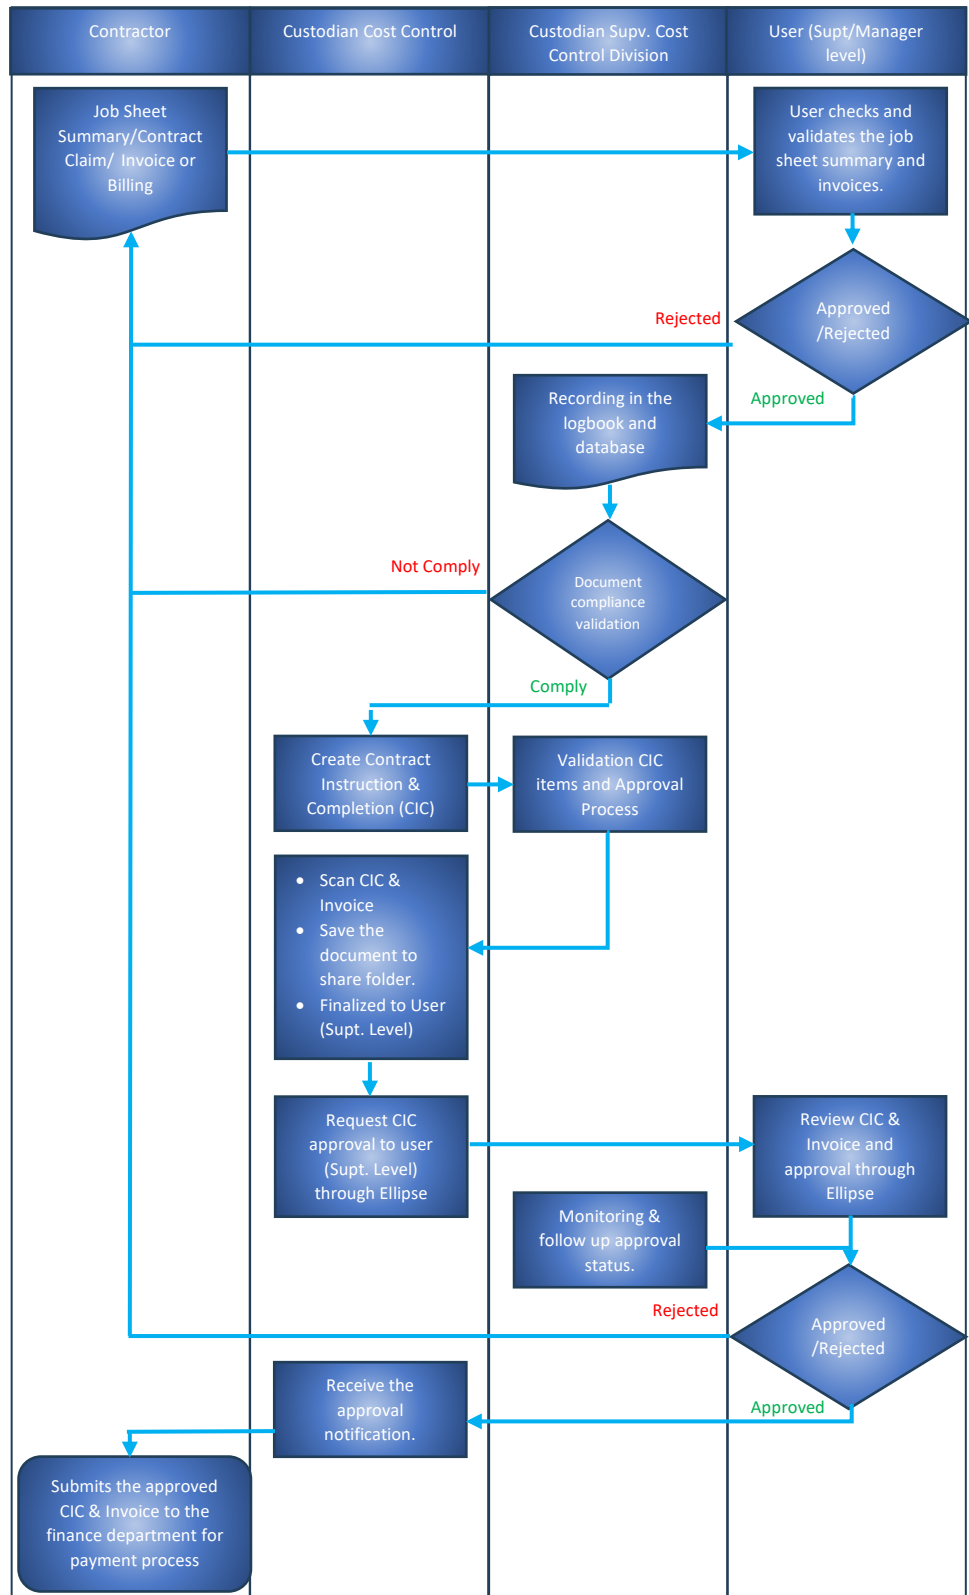 Contractor
Custodian Cost Control
Custodian Supv. Cost
Control Division
User (Supt/Manager
level)
Job Sheet
Summary/Contract
Claim/ Invoice or
Billing
User checks and
validates the job
sheet summary and
invoices.
Approved
/Rejected
Rejected
Approved
Recording in the
logbook and
database
Not Comply
Document
compliance
validation
Comply
Create Contract
Instruction &
Completion (CIC)
Validation CIC
items and Approval
Process
• Scan CIC &
Invoice
• Save the
document to
share folder.
• Finalized to User
(Supt. Level)
Request CIC
approval to user
(Supt. Level)
through Ellipse
Review CIC &
Invoice and
approval through
Ellipse
Monitoring &
follow up approval
status.
Rejected
Approved
/Rejected
Receive the
approval
notification.
Approved
Submits the approved
CIC & Invoice to the
finance department for
payment process